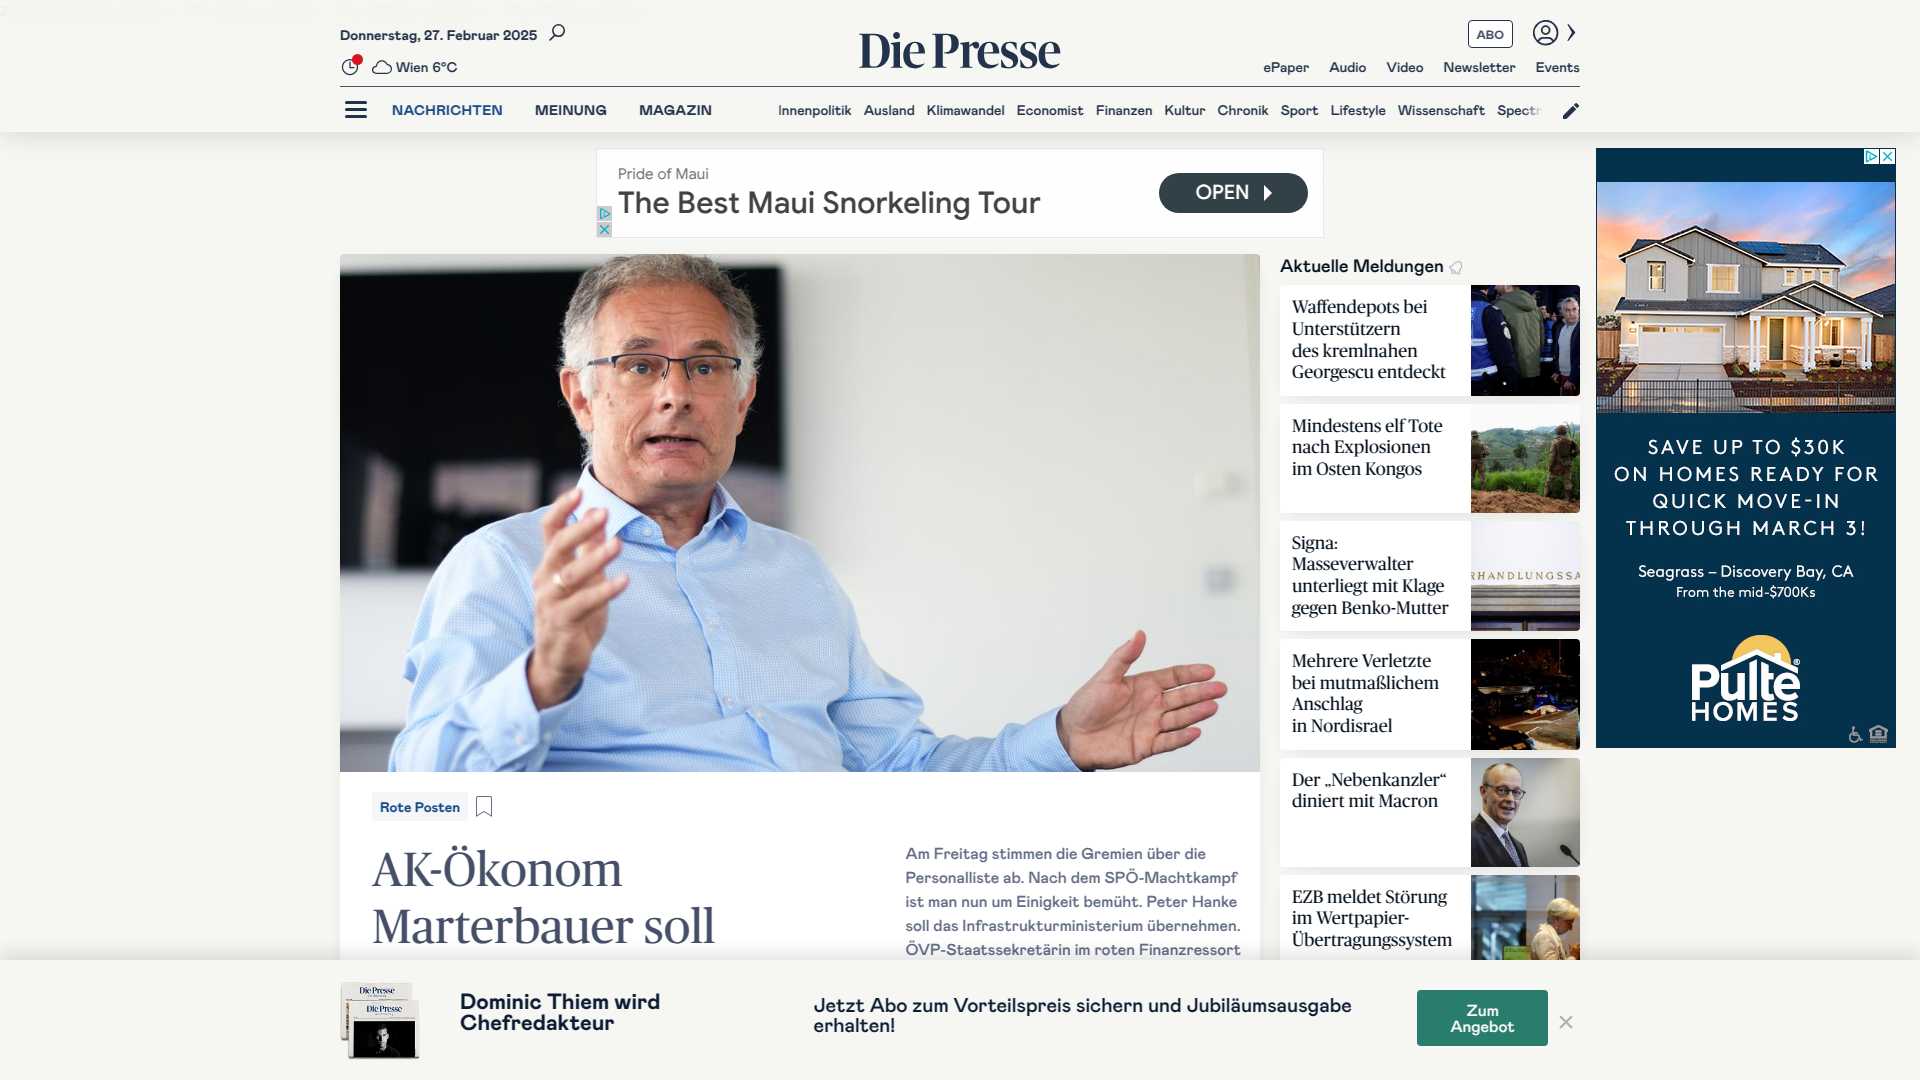 Donnerstag, 27. Februar 2025
Die Presse
ABO
Wien 6°C
ePaper Audio Video Newsletter Events
NACHRICHTEN MEINUNG MAGAZIN
Innenpolitik Ausland Klimawandel Economist Finanzen Kultur Chronik Sport Lifestyle Wissenschaft Spectr
Pride of Maui
The Best Maui Snorkeling Tour
OPEN
Rote Posten
AK-Ökonom
Marterbauer soll
Am Freitag stimmen die Gremien über die
Personalliste ab. Nach dem SPÖ-Machtkampf
ist man nun um Einigkeit bemüht. Peter Hanke
soll das Infrastrukturministerium übernehmen.
ÖVP-Staatssekretärin im roten Finanzressort
Aktuelle Meldungen
Waffendepots bei
Unterstützern
des kremlnahen
Georgescu entdeckt
Mindestens elf Tote
nach Explosionen
im Osten Kongos
Signa:
Masseverwalter
unterliegt mit Klage
gegen Benko-Mutter
RHANDLUNGSSA
Mehrere Verletzte
bei mutmaßlichem
Anschlag
in Nordisrael
Der „Nebenkanzler“
diniert mit Macron
EZB meldet Störung
im Wertpapier-
Übertragungssystem
SAVE UP TO $30K
ON HOMES READY FOR
QUICK MOVE-IN
THROUGH MARCH 3!
Seagrass – Discovery Bay, CA
From the mid-$700Ks
Pulte
HOMES
Die Presse
Die Presse
Dominic Thiem wird
Chefredakteur
Jetzt Abo zum Vorteilspreis sichern und Jubiläumsausgabe
erhalten!
Zum
Angebot